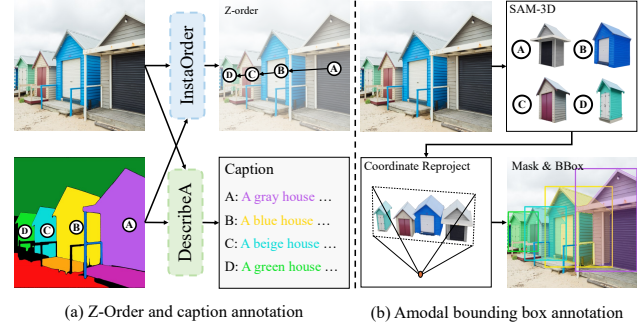 Z-order
InstaOrder
D
C
B
A
DescribeA
D
C
B
A
Caption
A: A gray house …
B: A blue house …
C: A beige house …
D: A green house …
(a) Z-Order and caption annotation
SAM-3D
A
B
C
D
Coordinate Reproject
Mask & BBox
(b) Amodal bounding box annotation